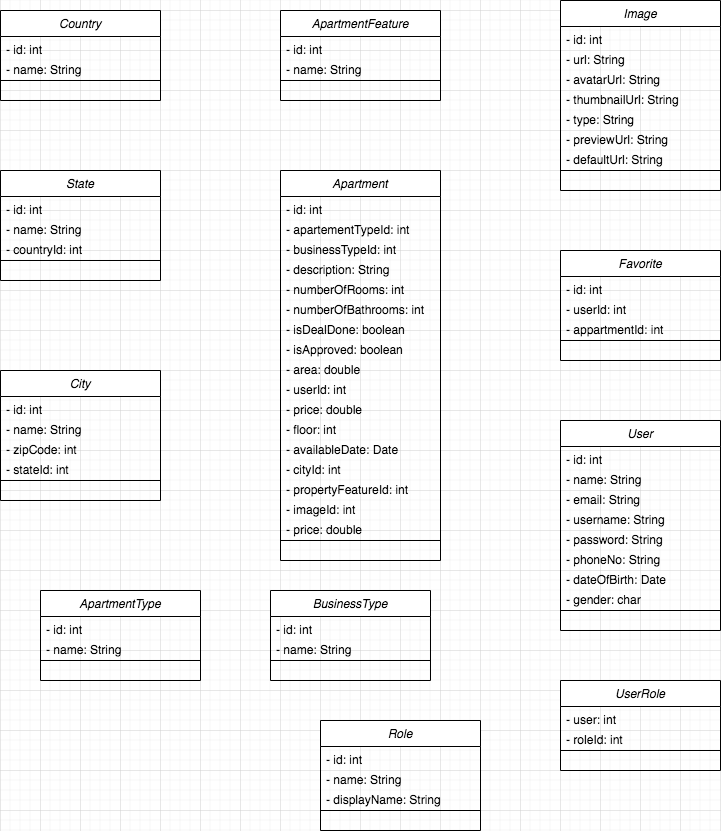 Country
- id: int
- name: String
ApartmentFeature
- id: int
- name: String
Image
- id: int
- url: String
- avatarUrl: String
- thumbnailUrl: String
- type: String
- previewUrl: String
- defaultUrl: String
State
- id: int
- name: String
- countryId: int
Apartment
- id: int
- apartementTypeId: int
- businessTypeId: int
- description: String
- numberOfRooms: int
- numberOfBathrooms: int
- isDealDone: boolean
- isApproved: boolean
- area: double
- userId: int
- price: double
- floor: int
- availableDate: Date
- cityId: int
- propertyFeatureId: int
- imageId: int
- price: double
Favorite
- id: int
- userId: int
- appartmentId: int
City
- id: int
- name: String
- zipCode: int
- stateId: int
User
- id: int
- name: String
- email: String
- username: String
- password: String
- phoneNo: String
- dateOfBirth: Date
- gender: char
ApartmentType
- id: int
- name: String
BusinessType
- id: int
- name: String
UserRole
- user: int
- roleId: int
Role
- id: int
- name: String
- displayName: String